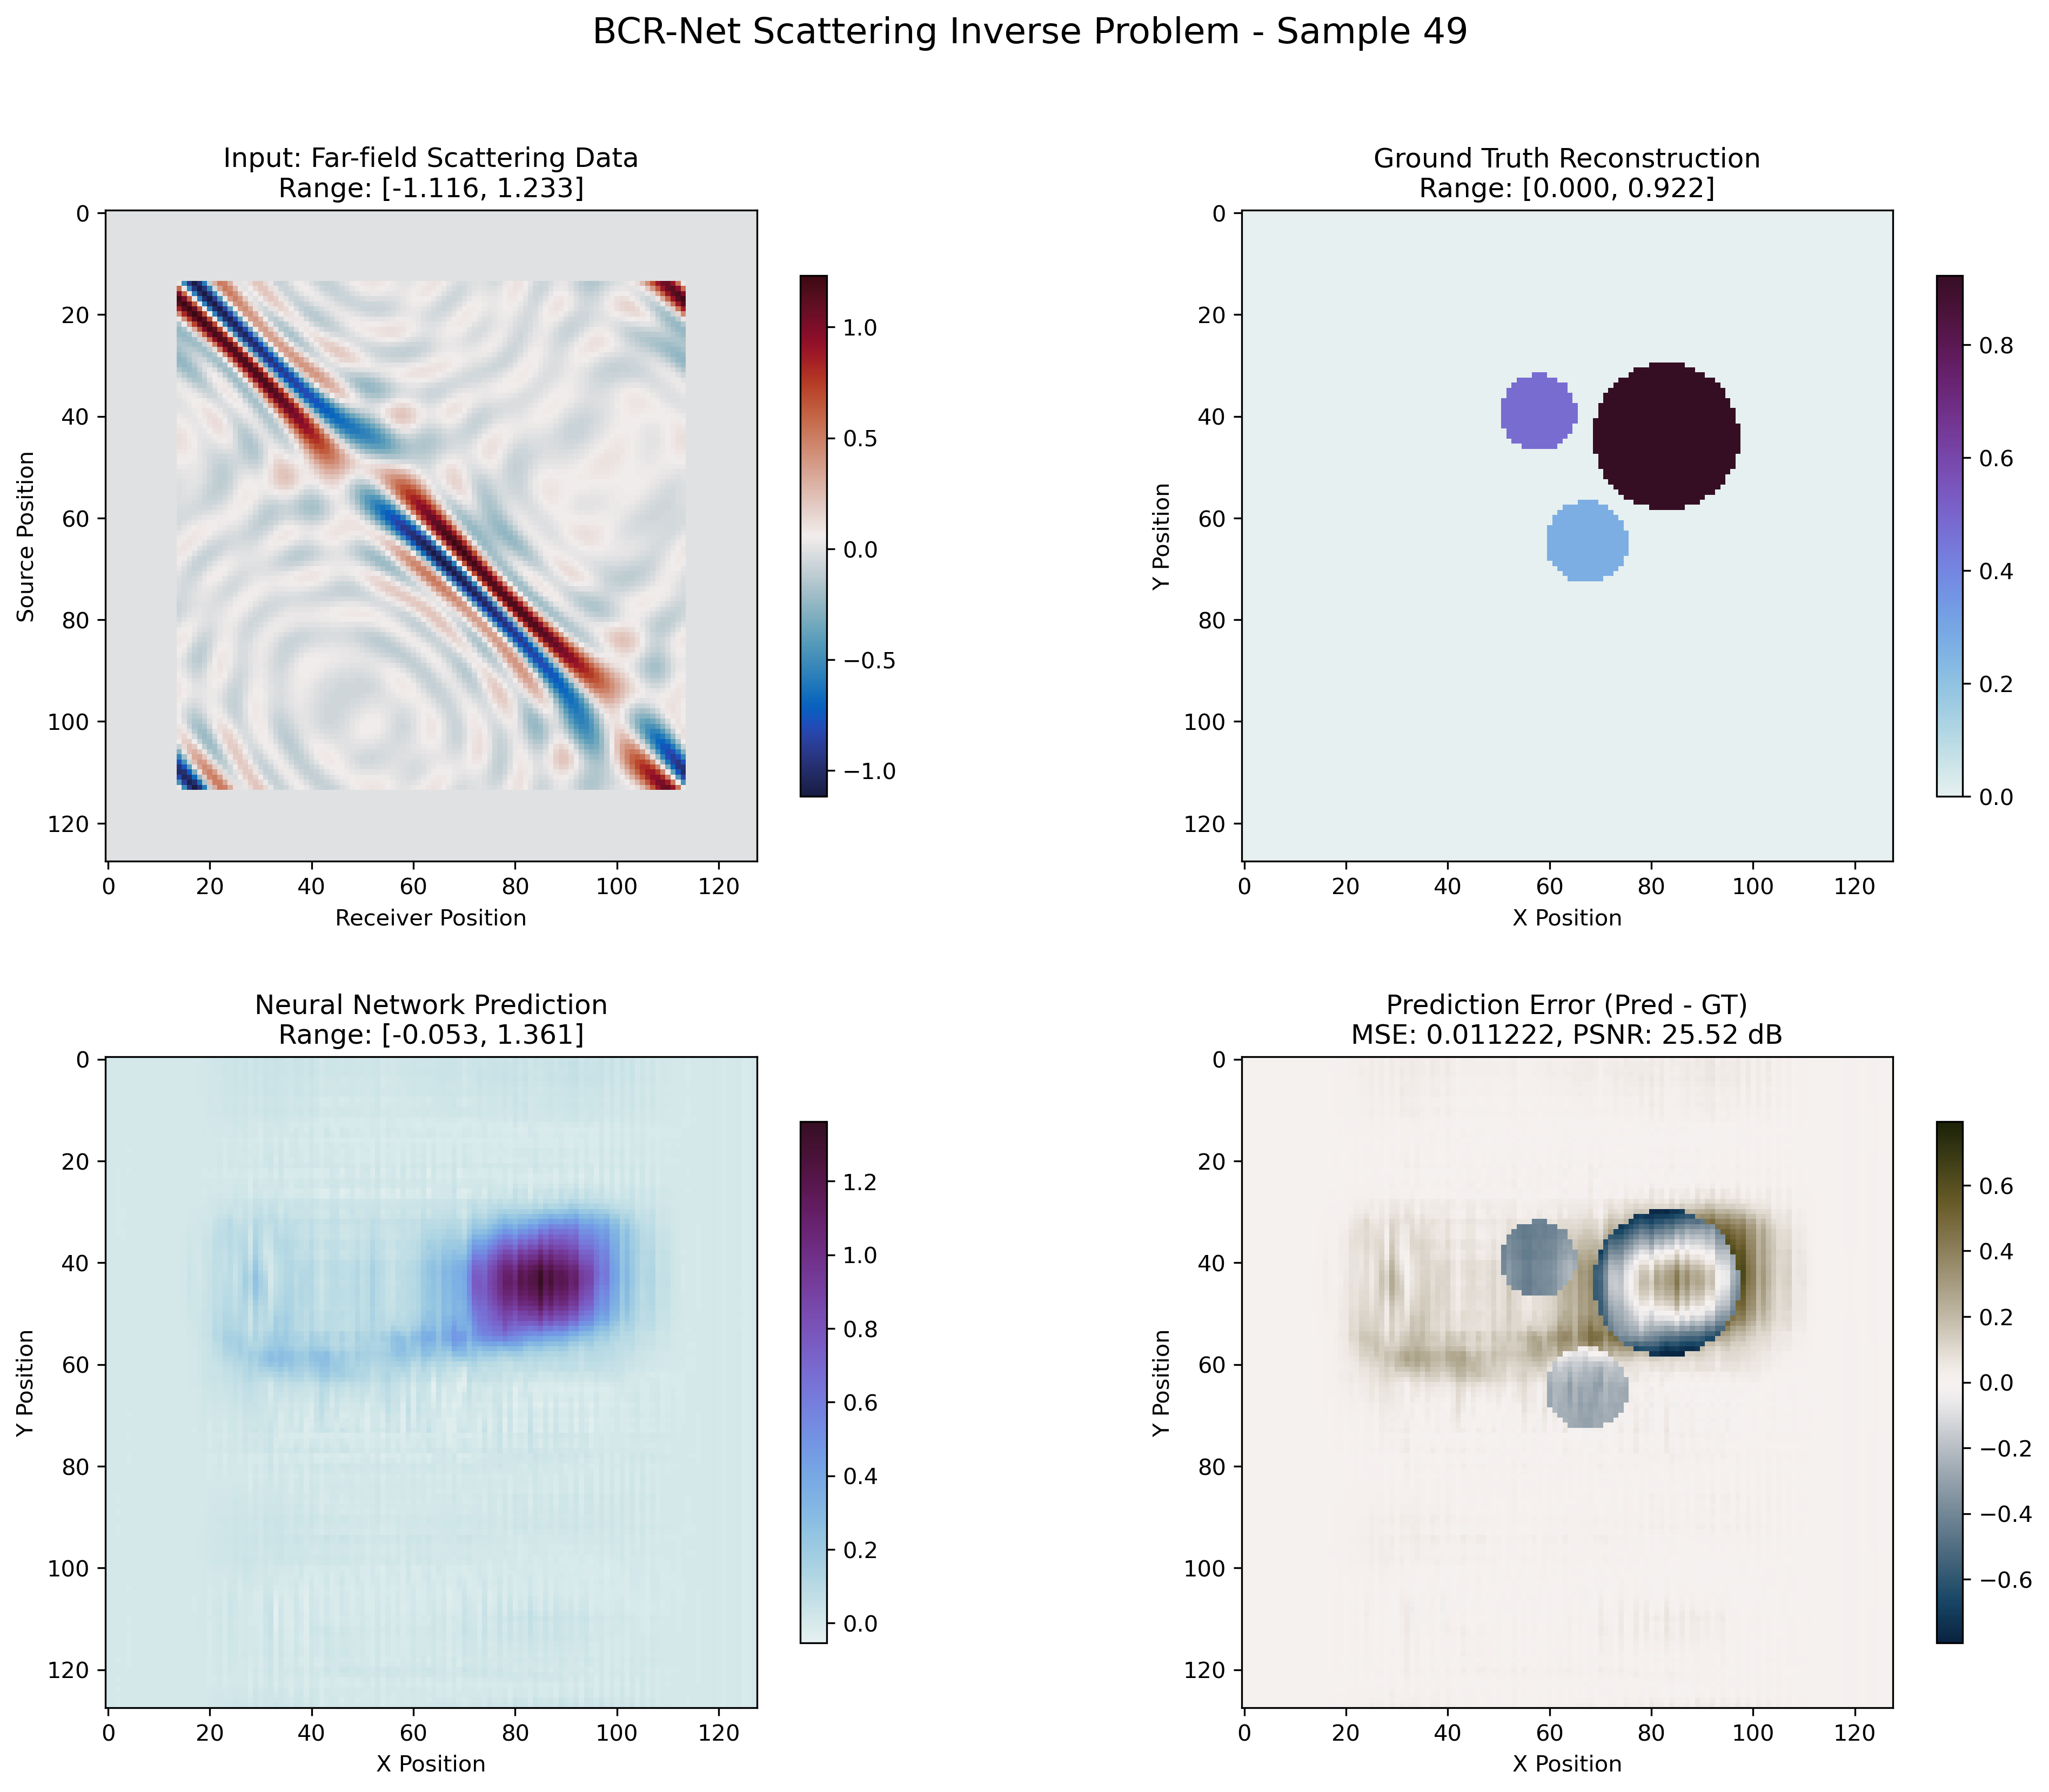 BCR-Net Scattering Inverse Problem - Sample 49
Input: Far-field Scattering Data
Range: [-1.116, 1.233]
0
20
40
60
80
100
120
Source Position
0 20 40 60 80 100 120
Receiver Position
1.0
0.5
0.0
−0.5
−1.0
Ground Truth Reconstruction
Range: [0.000, 0.922]
0
20
40
60
80
100
120
Y Position
0 20 40 60 80 100 120
X Position
0.8
0.6
0.4
0.2
0.0
Neural Network Prediction
Range: [-0.053, 1.361]
0
20
40
60
80
100
120
Y Position
0 20 40 60 80 100 120
X Position
1.2
1.0
0.8
0.6
0.4
0.2
0.0
Prediction Error (Pred - GT)
MSE: 0.011222, PSNR: 25.52 dB
0
20
40
60
80
100
120
Y Position
0 20 40 60 80 100 120
X Position
0.6
0.4
0.2
0.0
−0.2
−0.4
−0.6